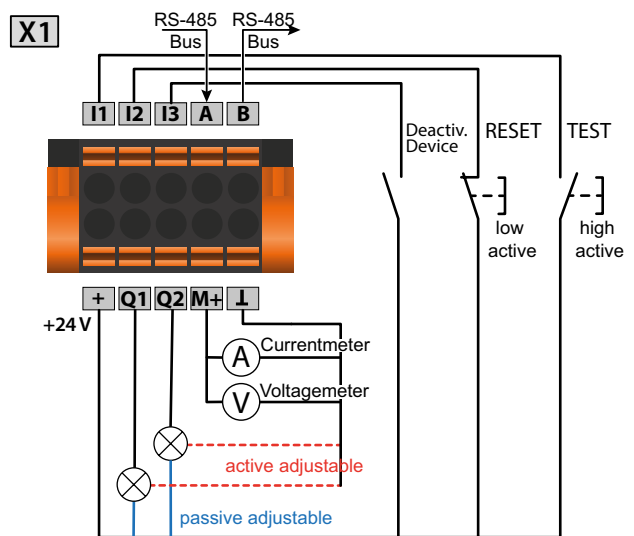 X1
RS-485 RS-485
Bus Bus
I1 I2 I3 A B
Deactiv. RESET TEST
Device
low high
active active
+ Q1 Q2 M+ ⊥
+24 V
A Currentmeter
V Voltagemeter
active adjustable
passive adjustable